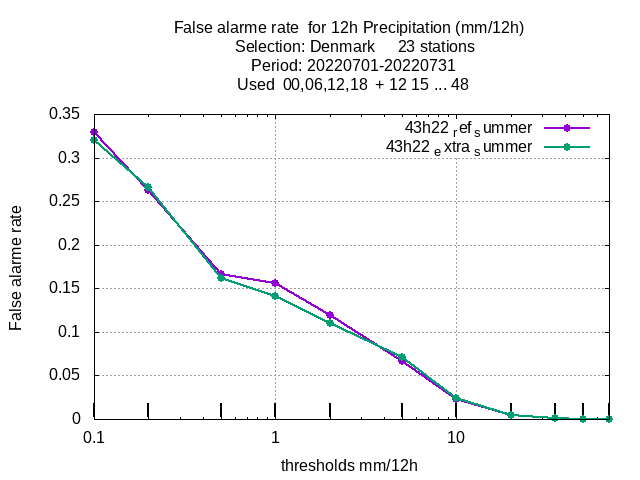 False alarme rate  for 12h Precipitation (mm/12h)
Selection: Denmark     23 stations
Period: 20220701-20220731
Used  00,06,12,18  + 12 15 ... 48
43h22 ref summer
43h22 extra summer
0.35
0.3
0.25
0.2
0.15
0.1
0.05
0
False alarme rate
0.1 1 10
thresholds mm/12h